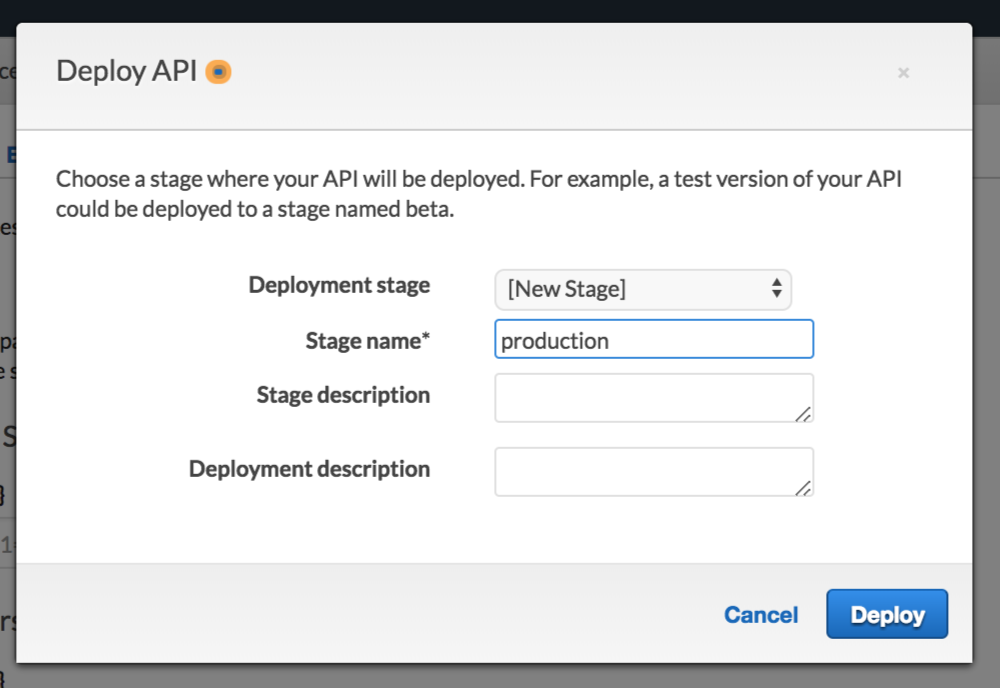 Deploy API
Choose a stage where your API will be deployed. For example, a test version of your API
could be deployed to a stage named beta.
Deployment stage [New Stage]
Stage name* production
Stage description
Deployment description
Cancel Deploy